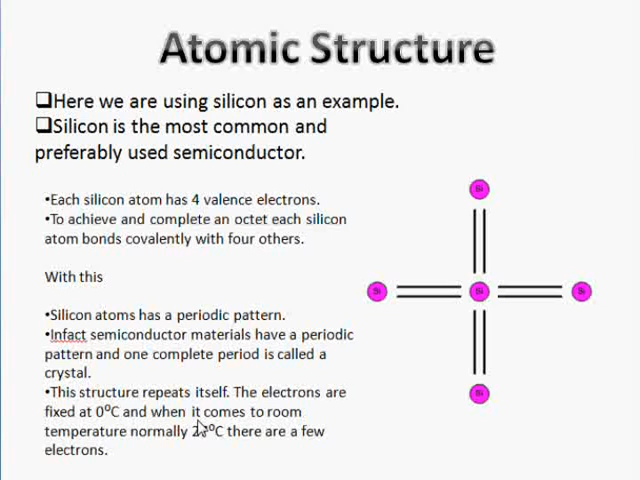 Atomic Structure
❑Here we are using silicon as an example.
❑Silicon is the most common and
preferably used semiconductor.
•Each silicon atom has 4 valence electrons.
•To achieve and complete an octet each silicon
atom bonds covalently with four others.
With this
•Silicon atoms has a periodic pattern.
•Infact semiconductor materials have a periodic
pattern and one complete period is called a
crystal.
•This structure repeats itself. The electrons are
fixed at 0⁰C and when it comes to room
temperature normally there are a few
electrons.
Si
Si
Si
Si
Si